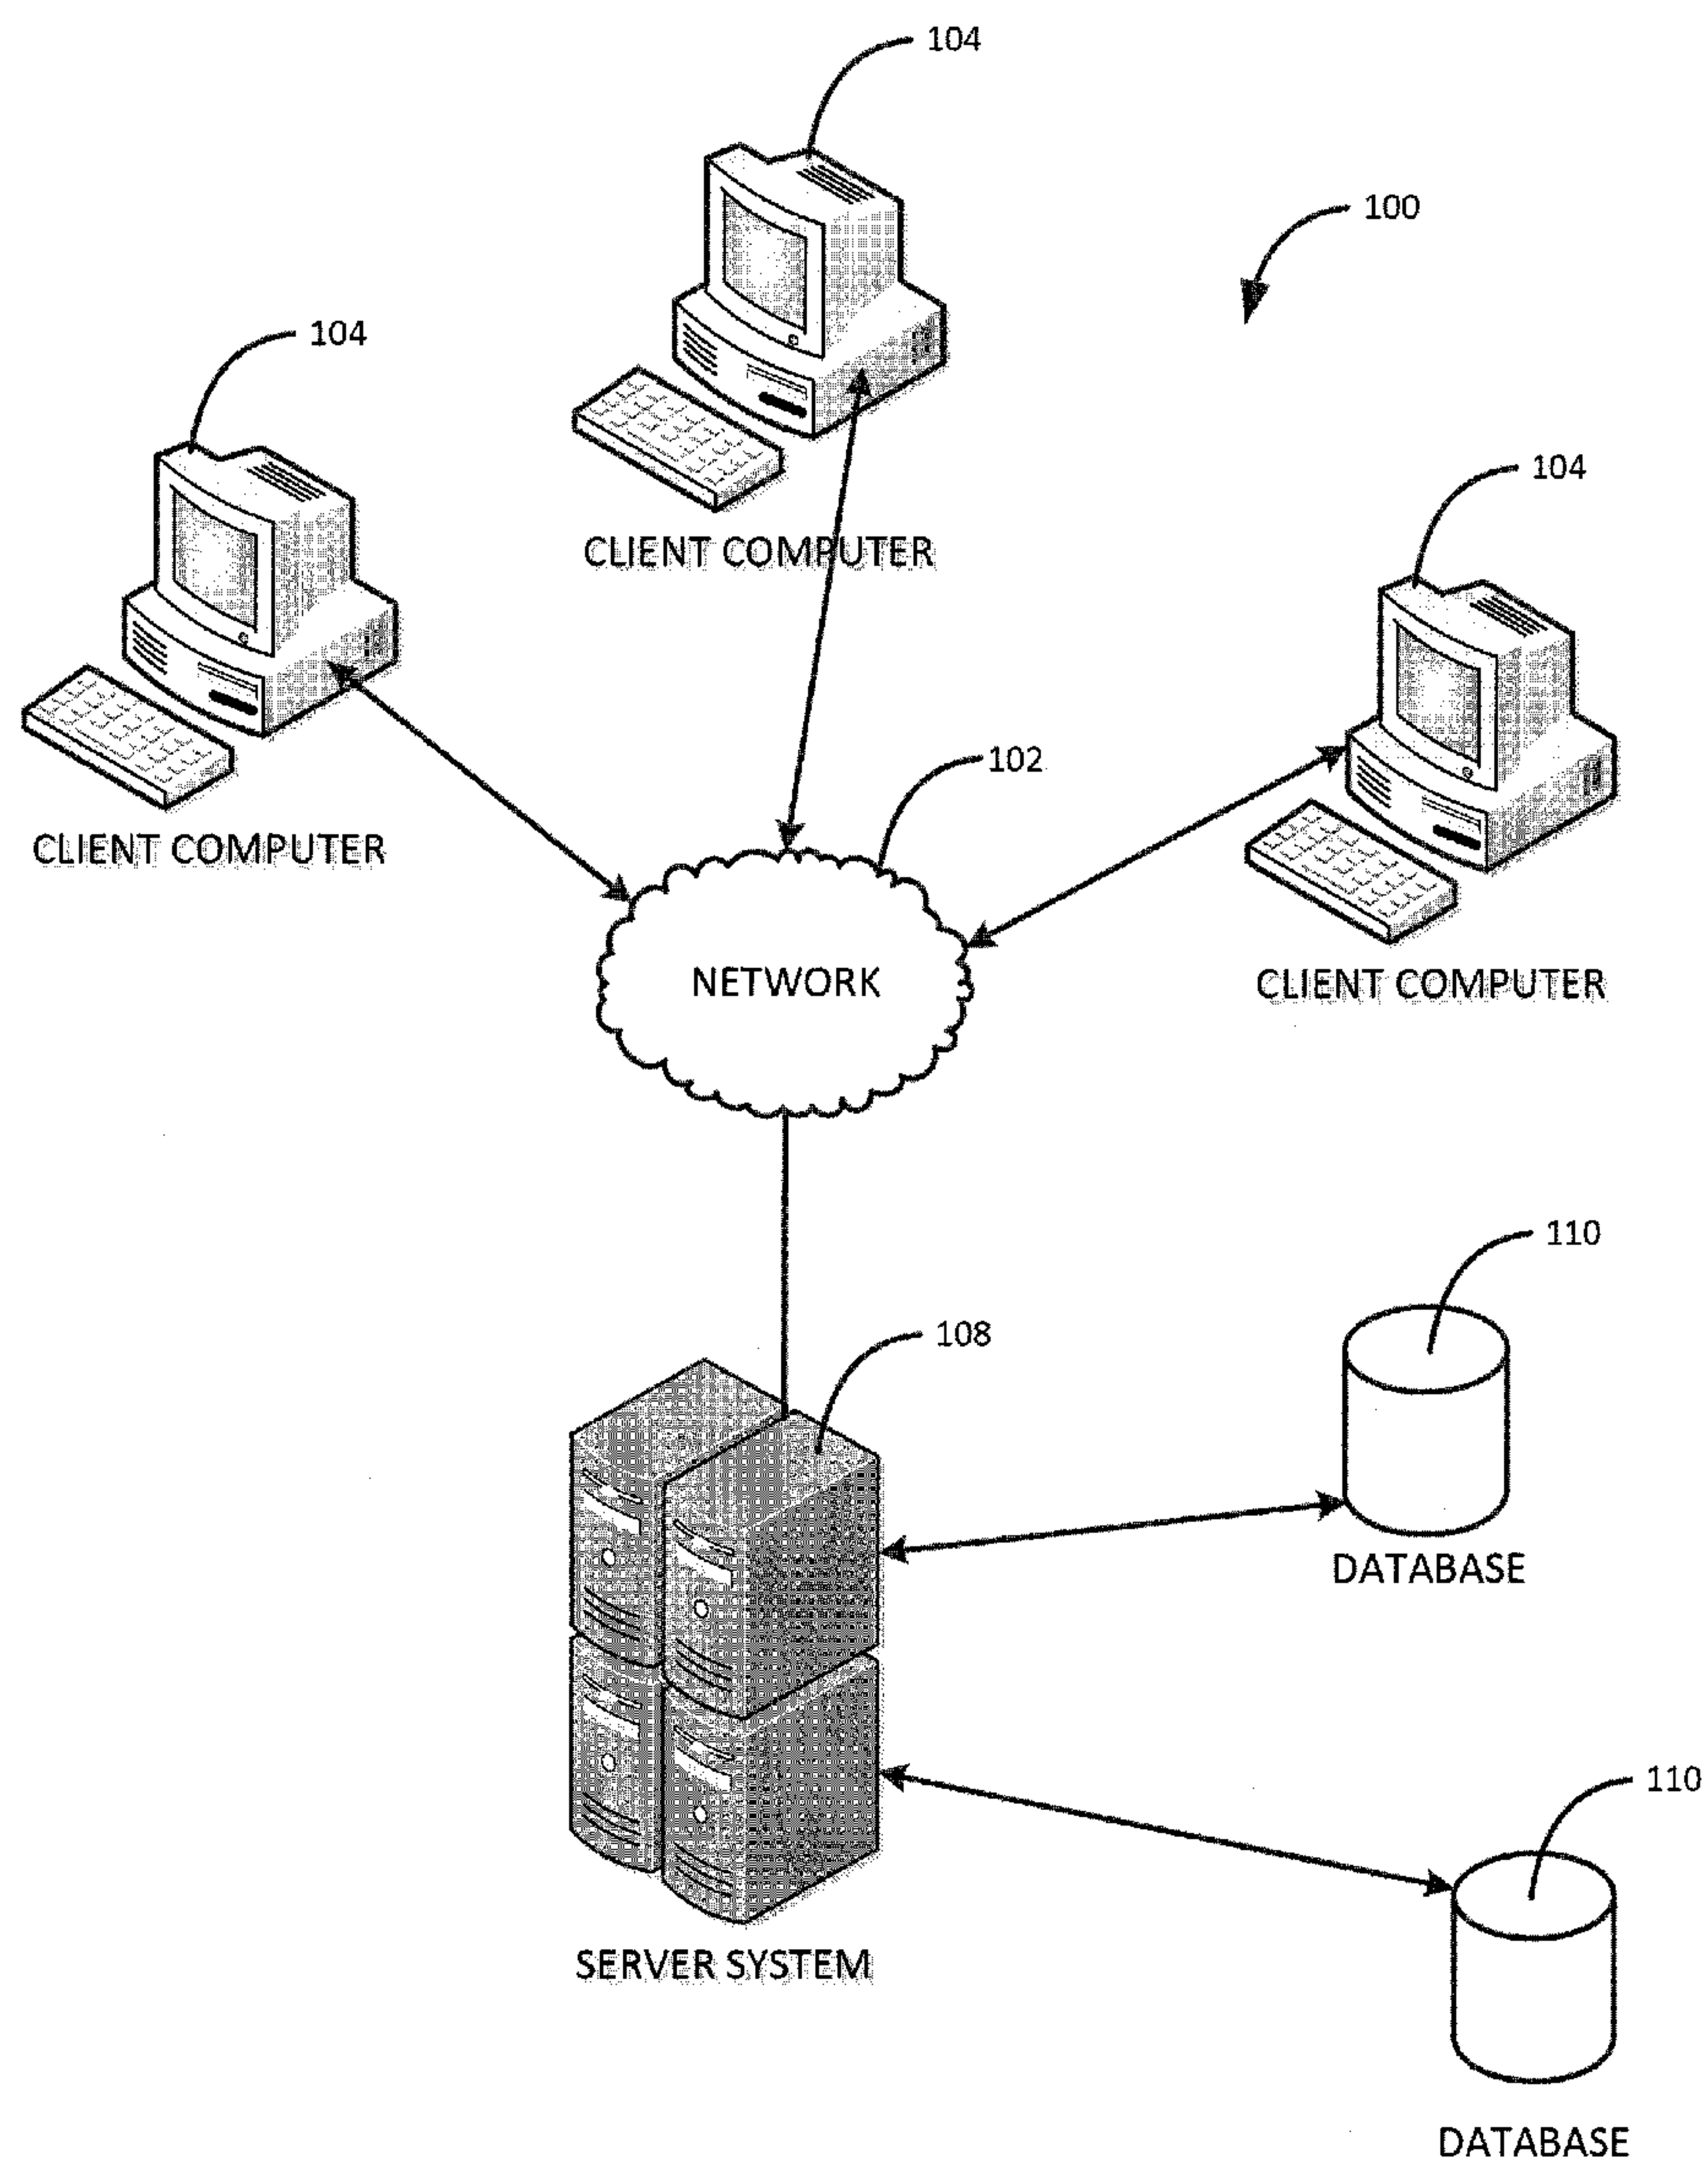 104
100
104
104
CLIENT COMPUTER
102
CLIENT COMPUTER
NETWORK
CLIENT COMPUTER
110
108
DATABASE
110
SERVER SYSTEM
DATABASE